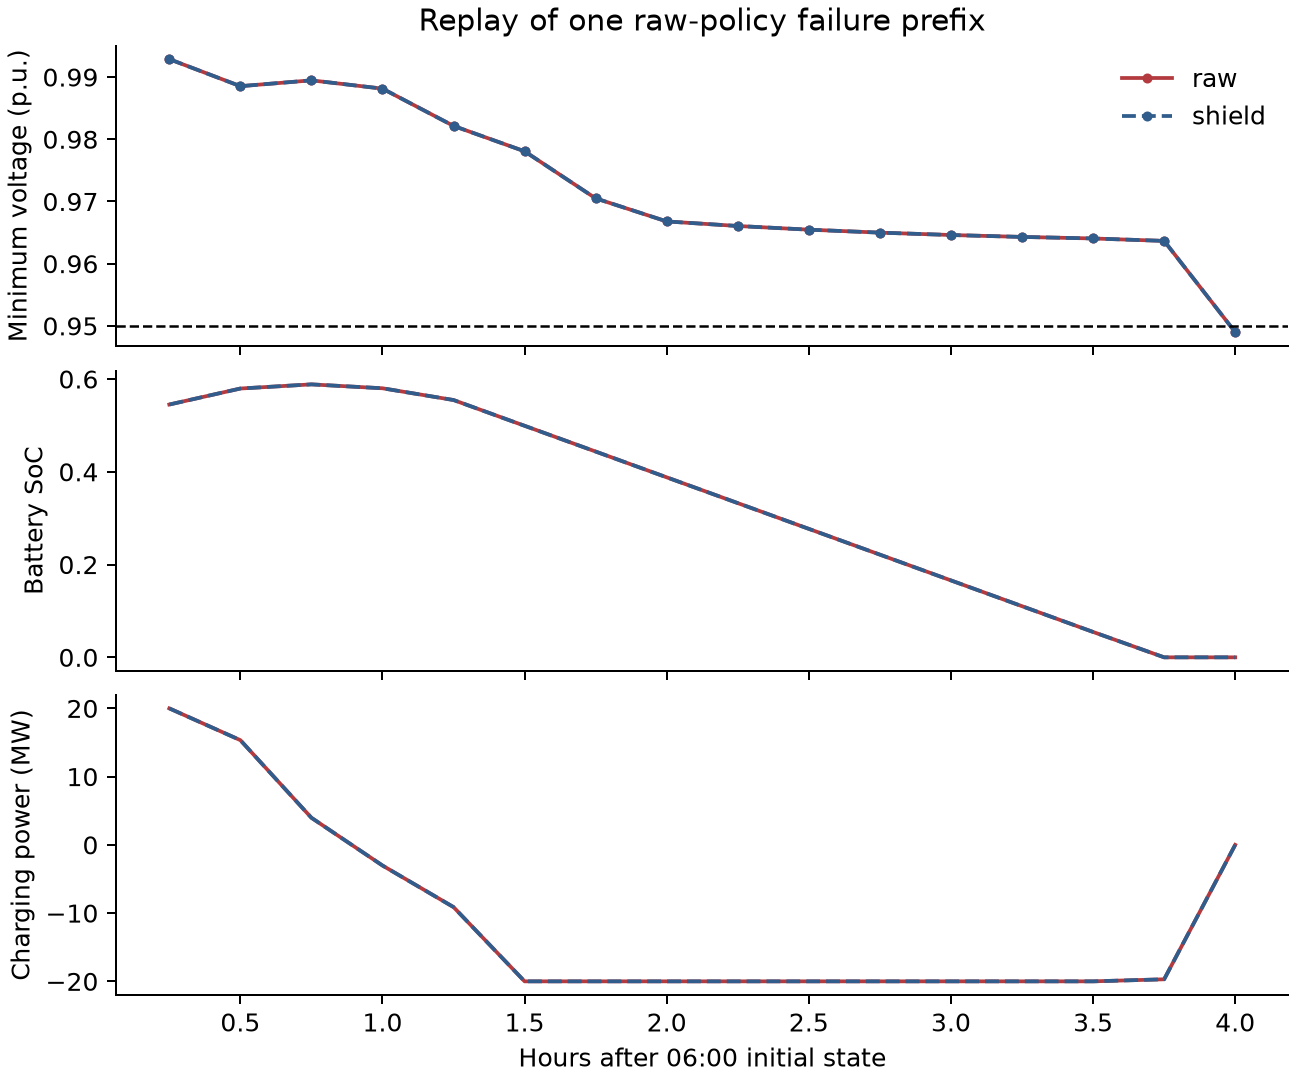 Replay of one raw-policy failure prefix
Minimum voltage (p.u.)
0.99
0.98
0.97
0.96
0.95
raw
shield
Battery SoC
0.6
0.4
0.2
0.0
Charging power (MW)
20
10
0
−10
−20
0.5 1.0 1.5 2.0 2.5 3.0 3.5 4.0
Hours after 06:00 initial state